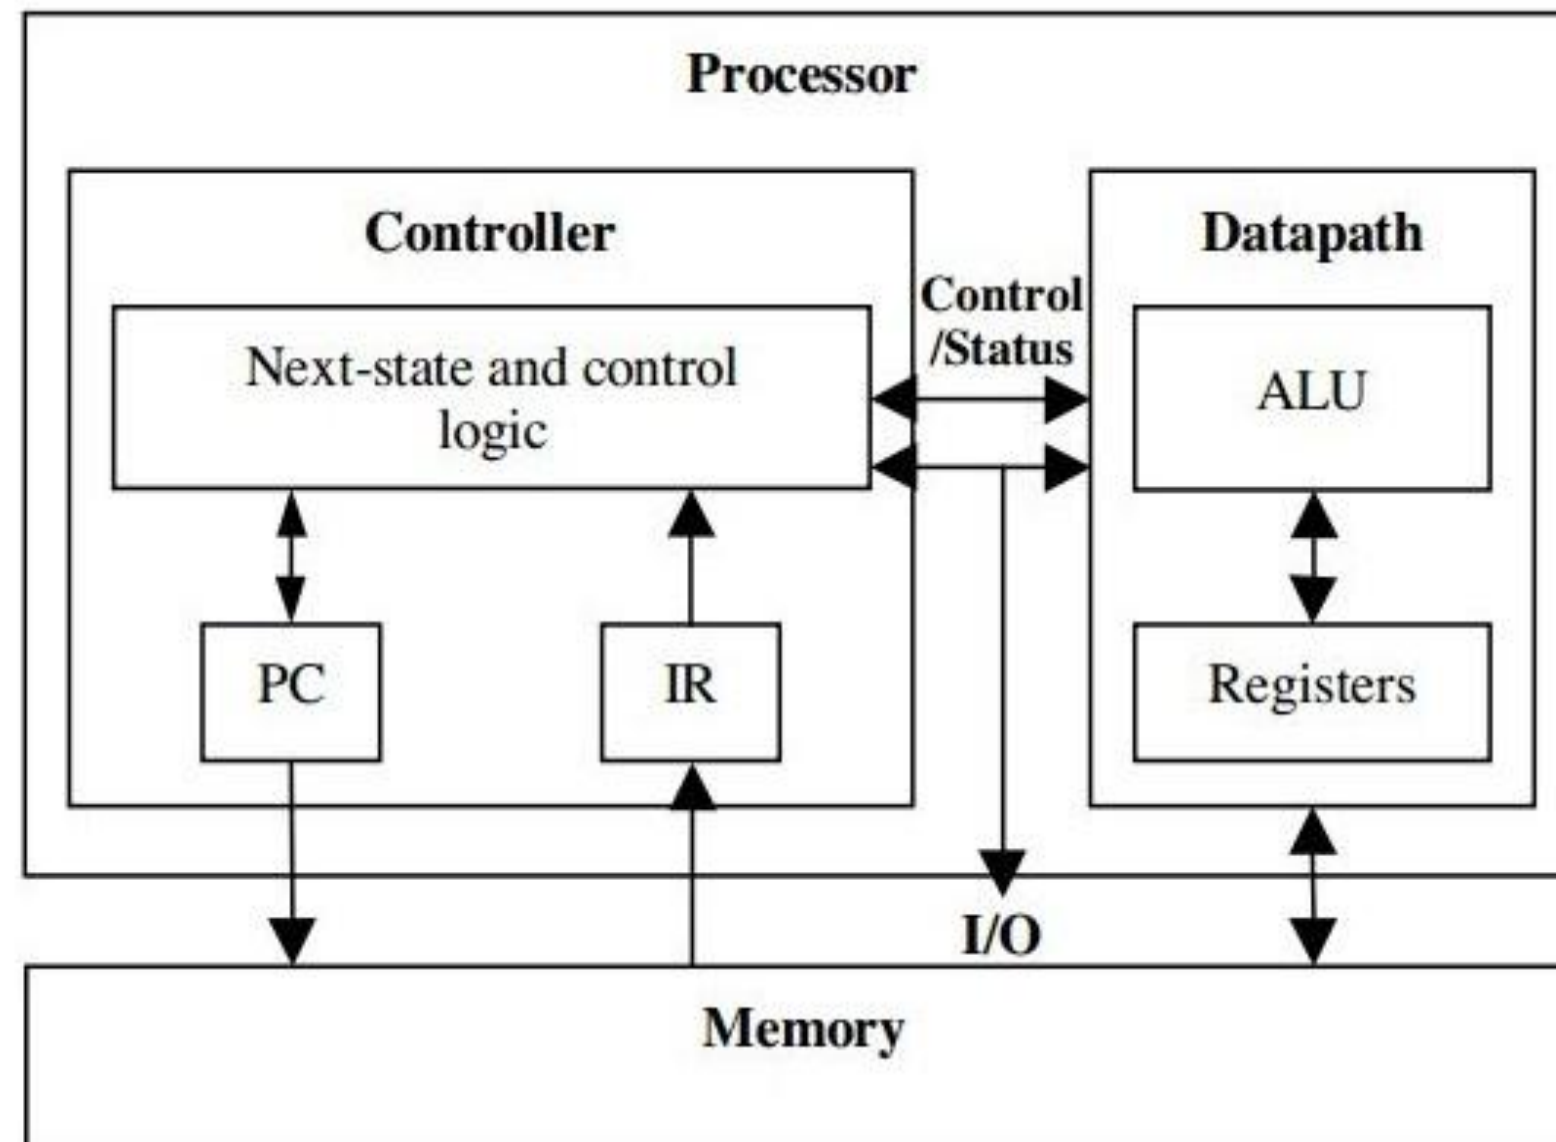 Processor
Controller
Datapath
Control
/Status
Next-state and control
logic
ALU
PC
IR
Registers
I/O
Memory